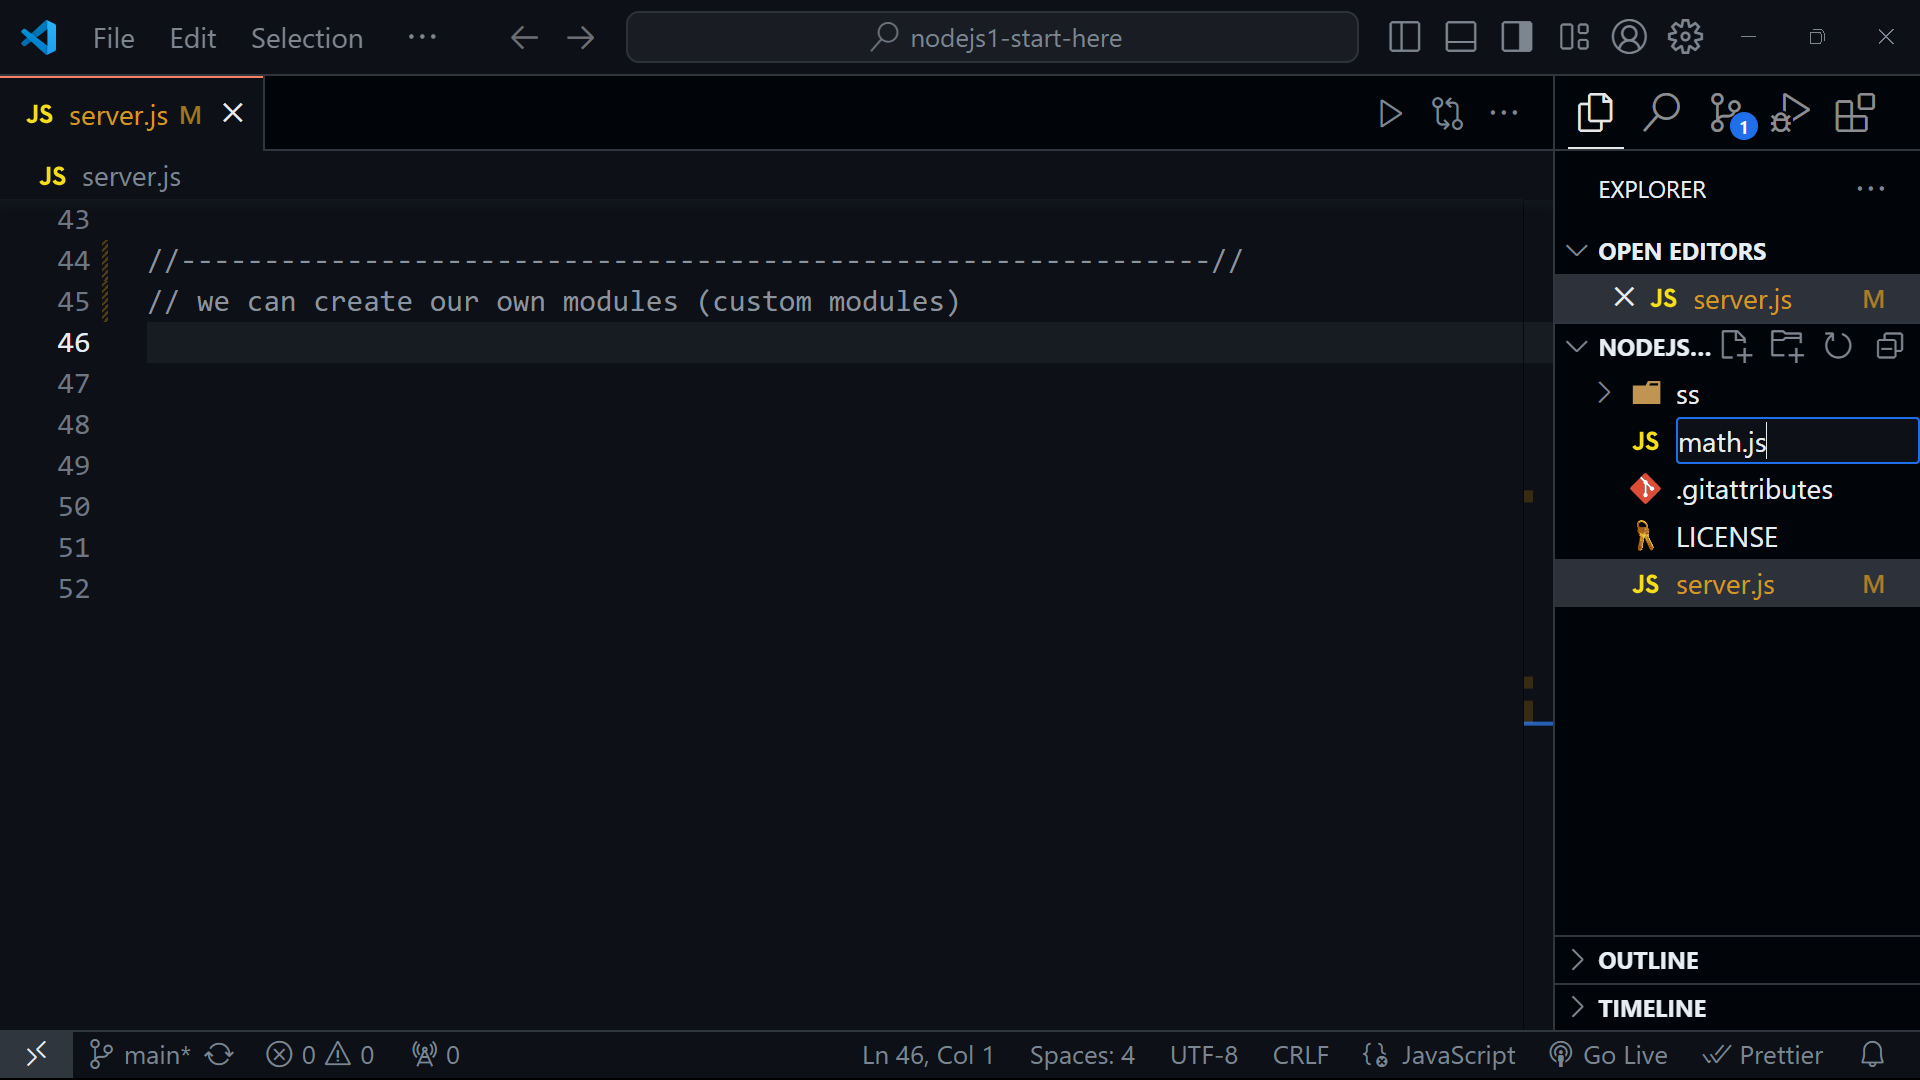 File Edit Selection ··· nodejs1-start-here
JS server.js M
JS server.js
43
44 //--------------------------------------------------------------//
45 // we can create our own modules (custom modules)
46
47
48
49
50
51
52
1
EXPLORER
OPEN EDITORS
JS server.js M
NODEJS...
ss
JS math.js
.gitattributes
LICENSE
JS server.js M
OUTLINE
TIMELINE
main* 0 0 0 Ln 46, Col 1 Spaces: 4 UTF-8 CRLF JavaScript Go Live Prettier